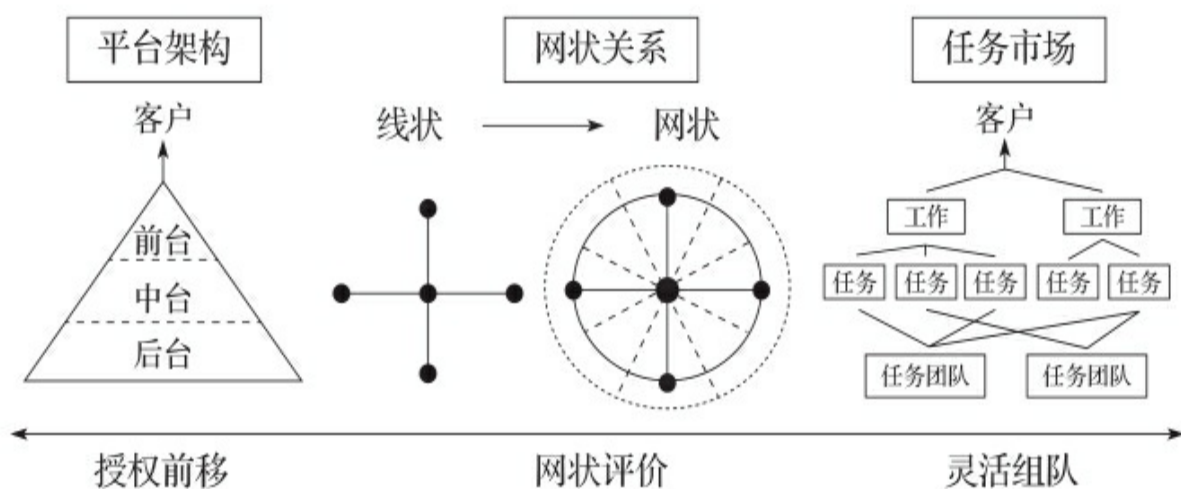 平台架构
网状关系
任务市场
客户
线状
网状
客户
前台
中台
后台
工作
工作
任务
任务
任务
任务
任务
任务团队
任务团队
授权前移
网状评价
灵活组队